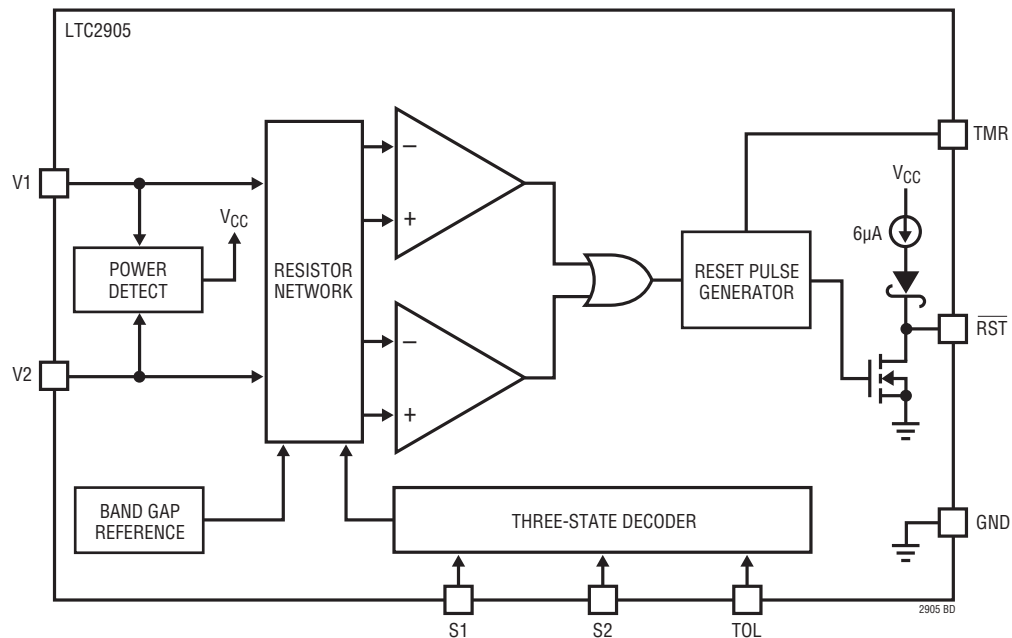 LTC2905
TMR
VCC
6µA
V1
VCC
POWER
DETECT
RESISTOR
NETWORK
−
+
RESET PULSE
GENERATOR
RST
V2
−
+
BAND GAP
REFERENCE
THREE-STATE DECODER
GND
2905 BD
S1
S2
TOL